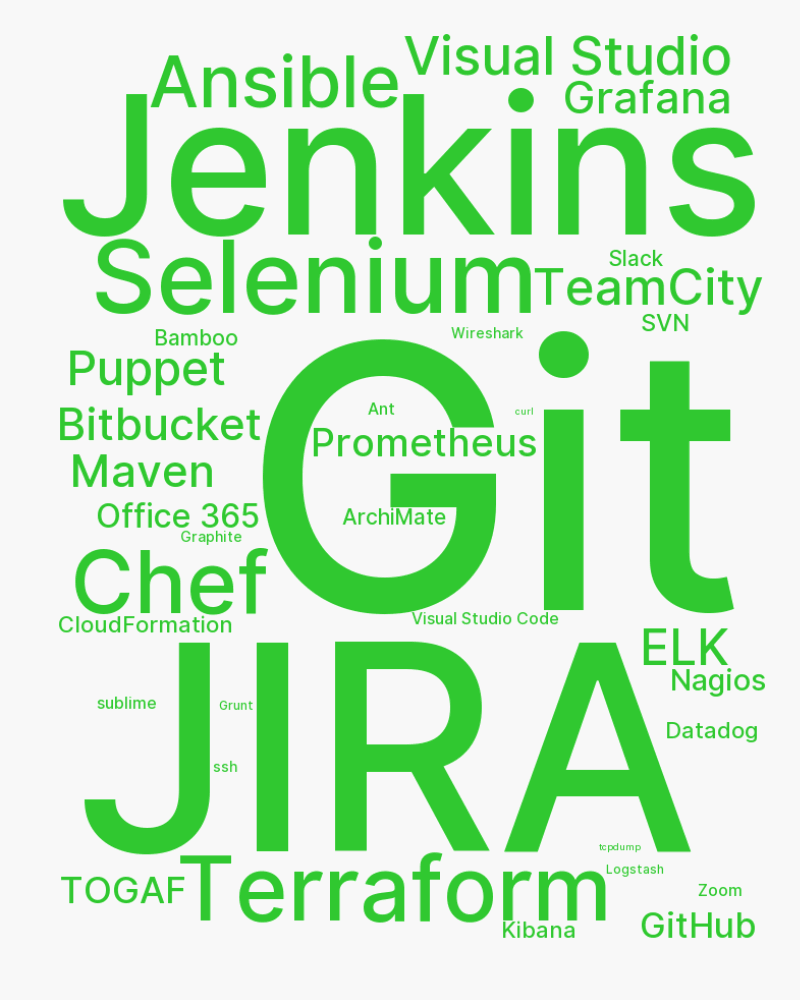 Visual Studio
Ansible
Grafana
Jenkins
Selenium
Slack
TeamCity
SVN
Bamboo
Wireshark
Puppet
Git
Ant
curl
Bitbucket
Prometheus
Maven
Office 365
ArchiMate
Graphite
Chef
CloudFormation
Visual Studio Code
ELK
Nagios
JIRA
sublime
Grunt
Datadog
ssh
tcpdump
Terraform
Logstash
TOGAF
Zoom
GitHub
Kibana